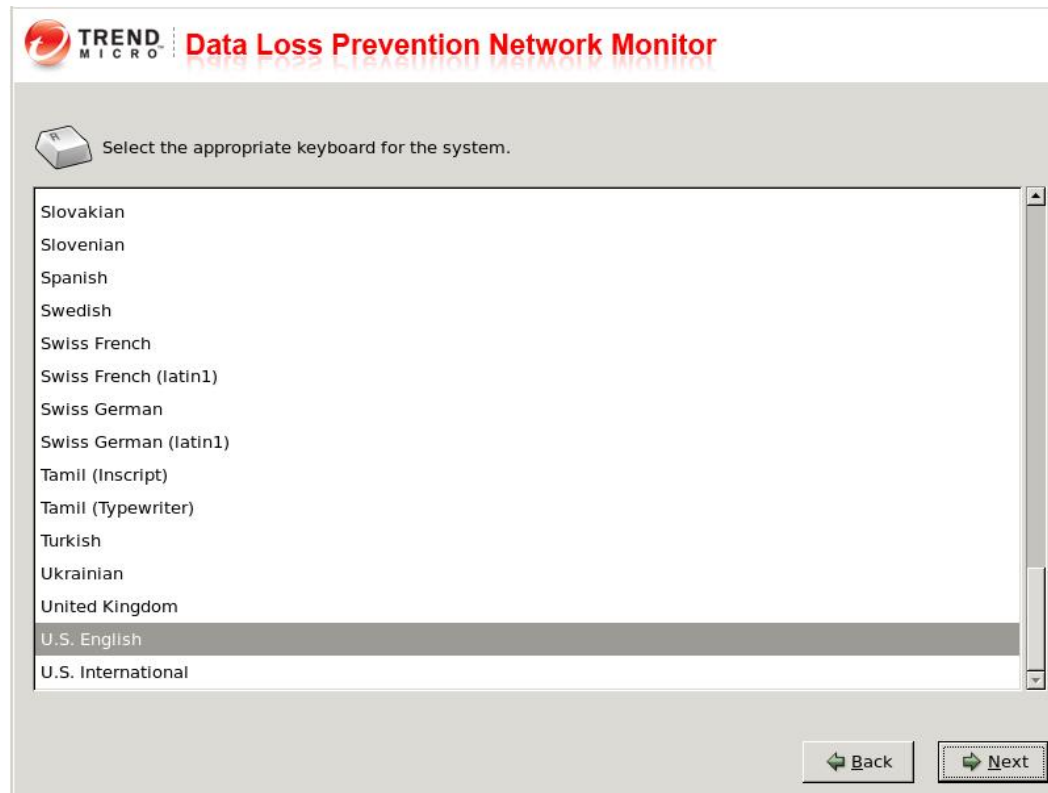 TREND MICRO™ Data Loss Prevention Network Monitor
R
Select the appropriate keyboard for the system.
Slovakian
Slovenian
Spanish
Swedish
Swiss French
Swiss French (latin1)
Swiss German
Swiss German (latin1)
Tamil (Inscript)
Tamil (Typewriter)
Turkish
Ukrainian
United Kingdom
U.S. English
U.S. International
Back
Next